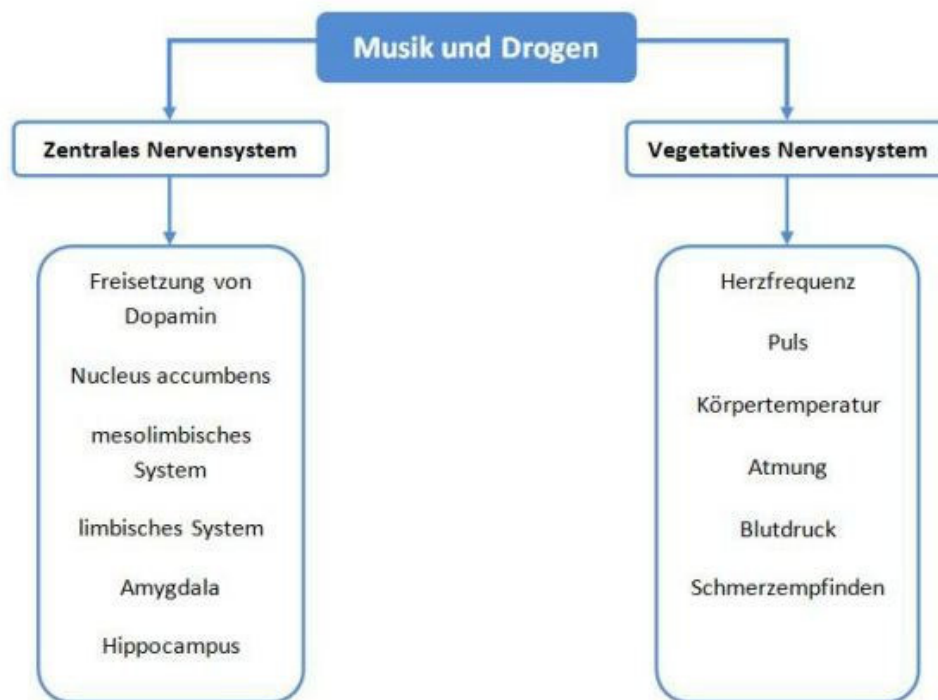 Musik und Drogen
Zentrales Nervensystem
Freisetzung von
Dopamin
Nucleus accumbens
mesolimbisches
System
limbisches System
Amygdala
Hippocampus
Vegetatives Nervensystem
Herzfrequenz
Puls
Körpertemperatur
Atmung
Blutdruck
Schmerzempfinden